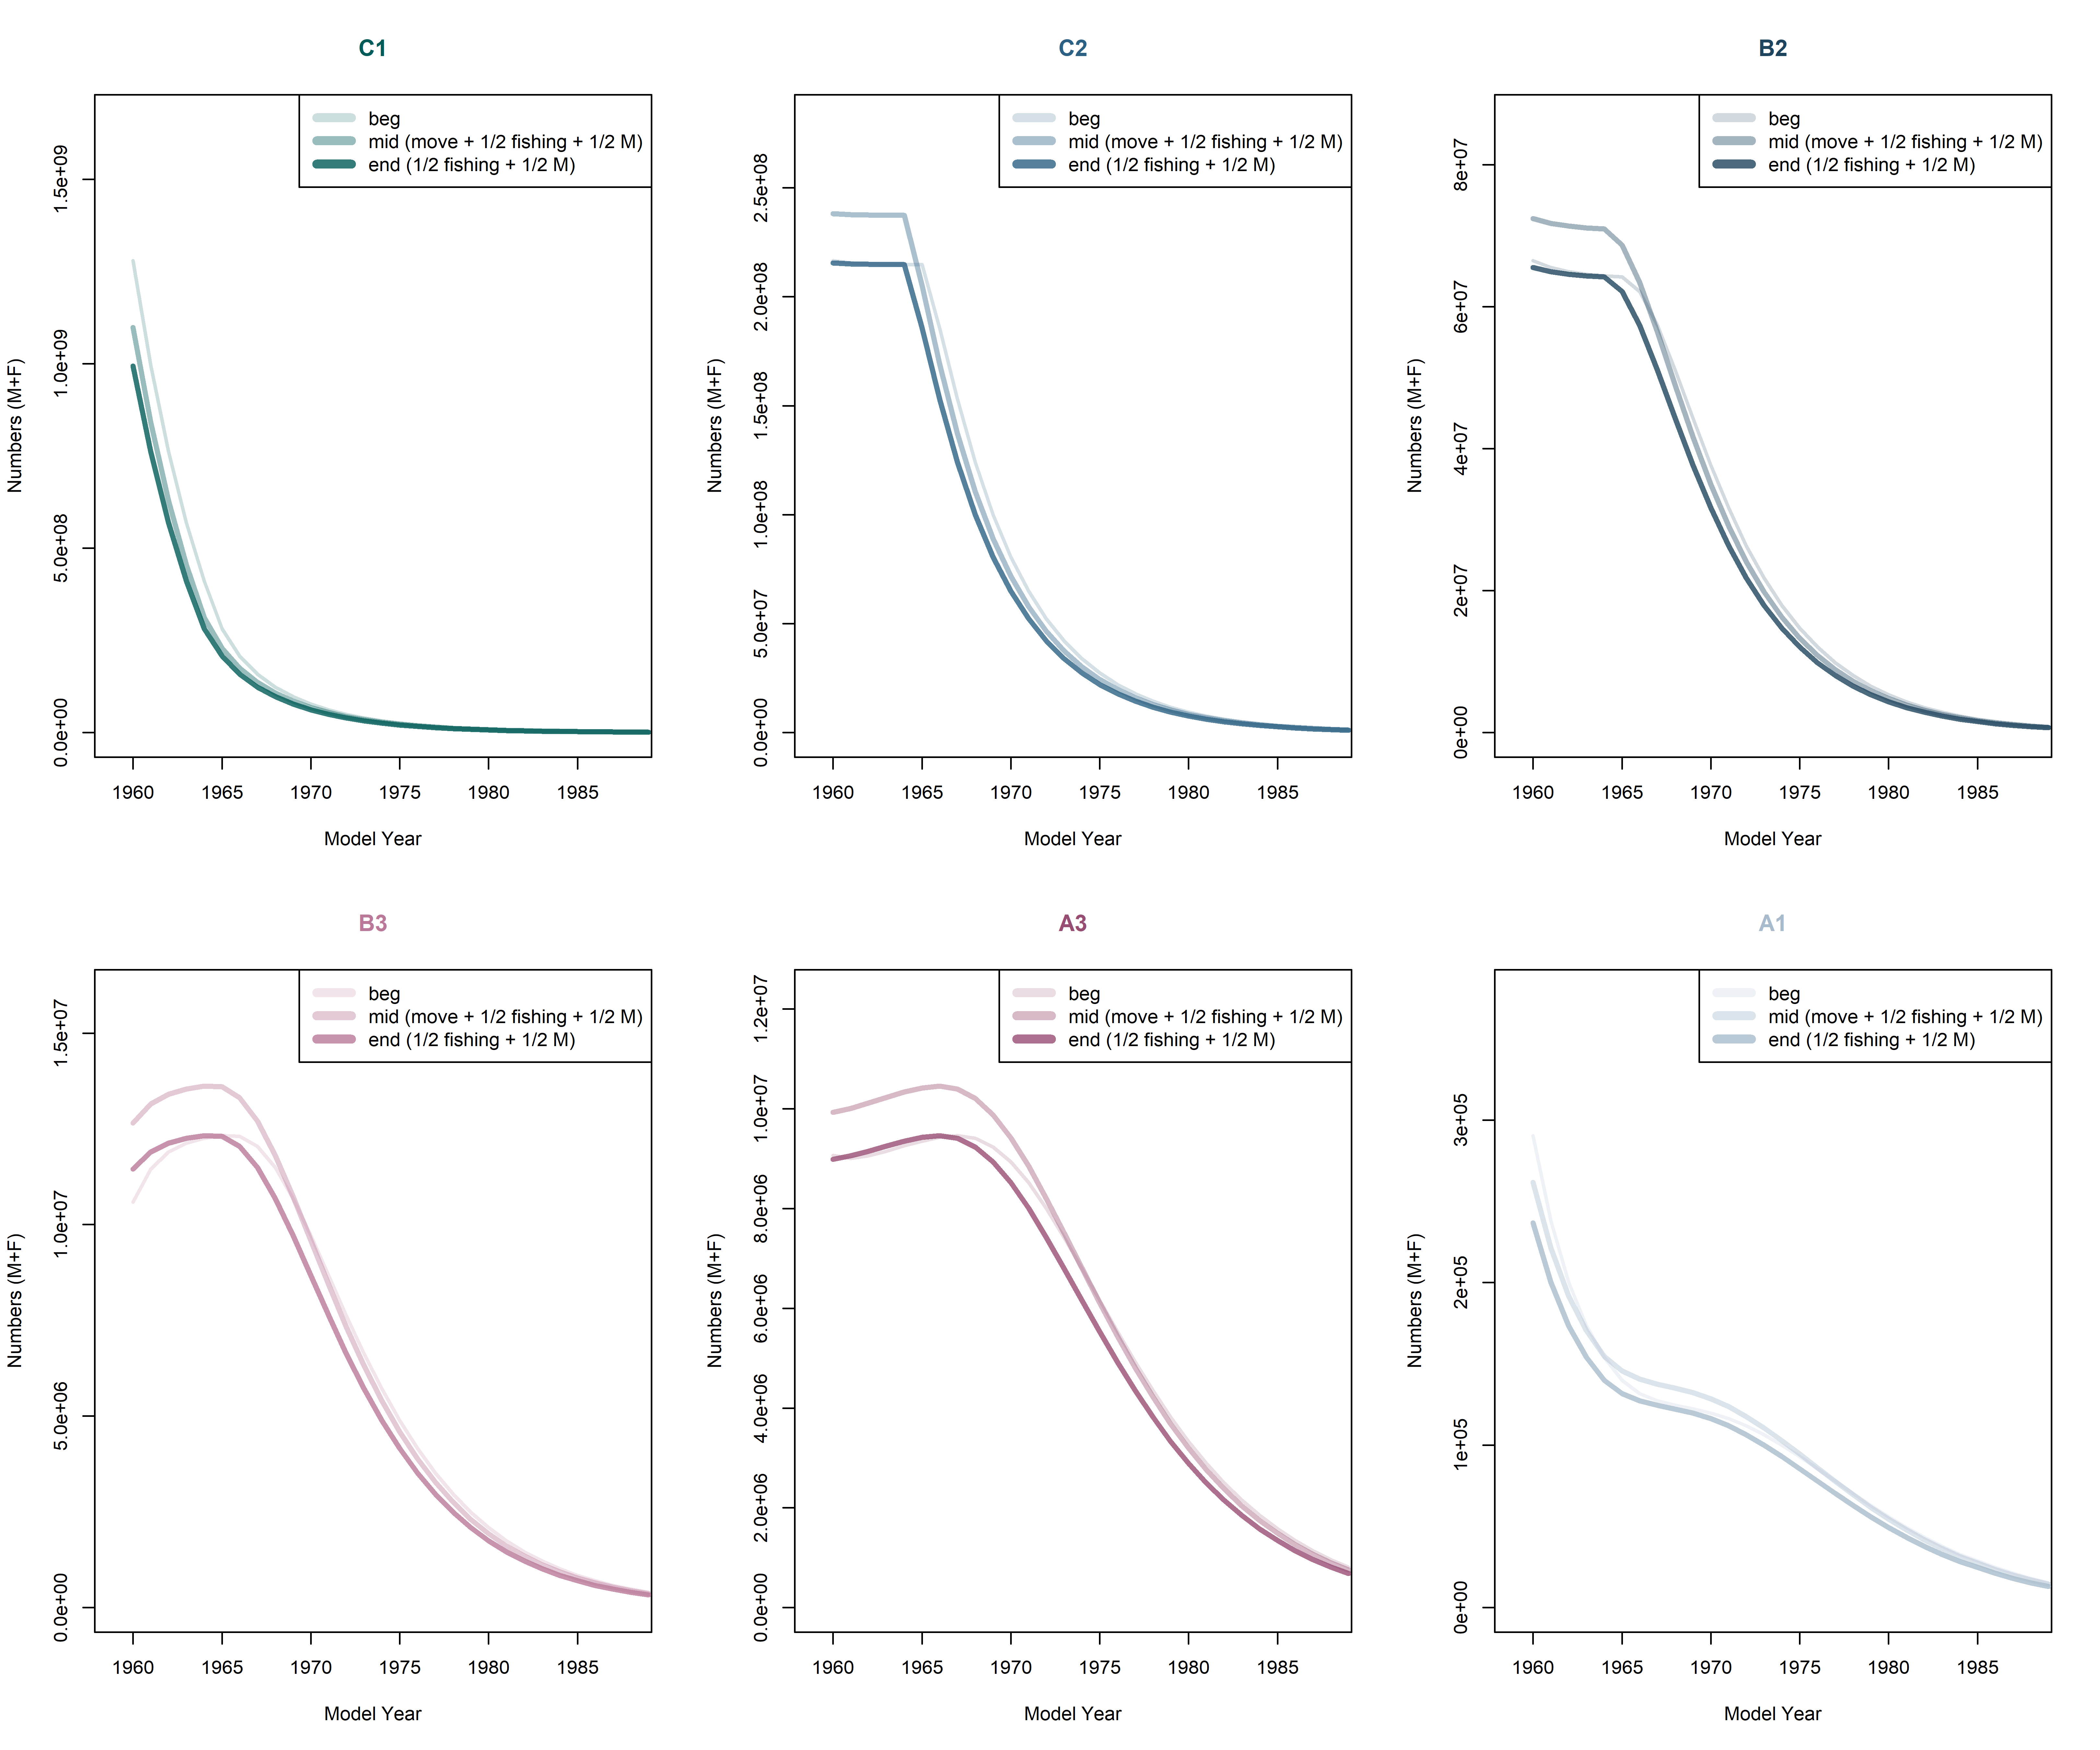 C1
beg
mid (move + 1/2 fishing + 1/2 M)
end (1/2 fishing + 1/2 M)
Numbers (M+F)
1.5e+09
1.0e+09
5.0e+08
0.0e+00
1960 1965 1970 1975 1980 1985
Model Year
C2
beg
mid (move + 1/2 fishing + 1/2 M)
end (1/2 fishing + 1/2 M)
Numbers (M+F)
2.5e+08
2.0e+08
1.5e+08
1.0e+08
5.0e+07
0.0e+00
1960 1965 1970 1975 1980 1985
Model Year
B2
beg
mid (move + 1/2 fishing + 1/2 M)
end (1/2 fishing + 1/2 M)
Numbers (M+F)
8e+07
6e+07
4e+07
2e+07
0e+00
1960 1965 1970 1975 1980 1985
Model Year
B3
beg
mid (move + 1/2 fishing + 1/2 M)
end (1/2 fishing + 1/2 M)
Numbers (M+F)
1.5e+07
1.0e+07
5.0e+06
0.0e+00
1960 1965 1970 1975 1980 1985
Model Year
A3
beg
mid (move + 1/2 fishing + 1/2 M)
end (1/2 fishing + 1/2 M)
Numbers (M+F)
1.2e+07
1.0e+07
8.0e+06
6.0e+06
4.0e+06
2.0e+06
0.0e+00
1960 1965 1970 1975 1980 1985
Model Year
A1
beg
mid (move + 1/2 fishing + 1/2 M)
end (1/2 fishing + 1/2 M)
Numbers (M+F)
3e+05
2e+05
1e+05
0e+00
1960 1965 1970 1975 1980 1985
Model Year